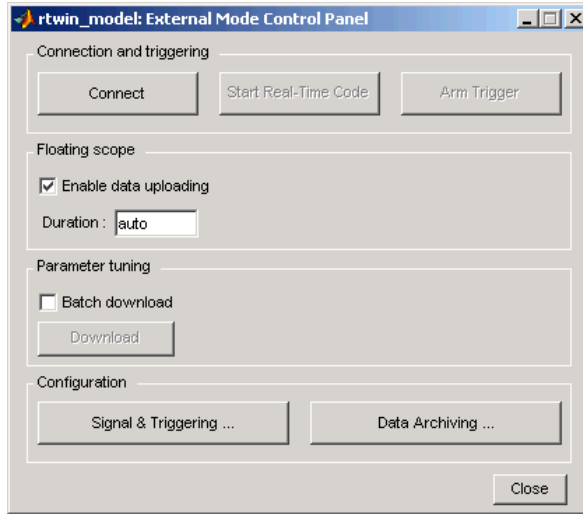 rtwin_model: External Mode Control Panel
Connection and triggering
Connect Start Real-Time Code Arm Trigger
Floating scope
Enable data uploading
Duration : auto
Parameter tuning
Batch download
Download
Configuration
Signal & Triggering ... Data Archiving ...
Close